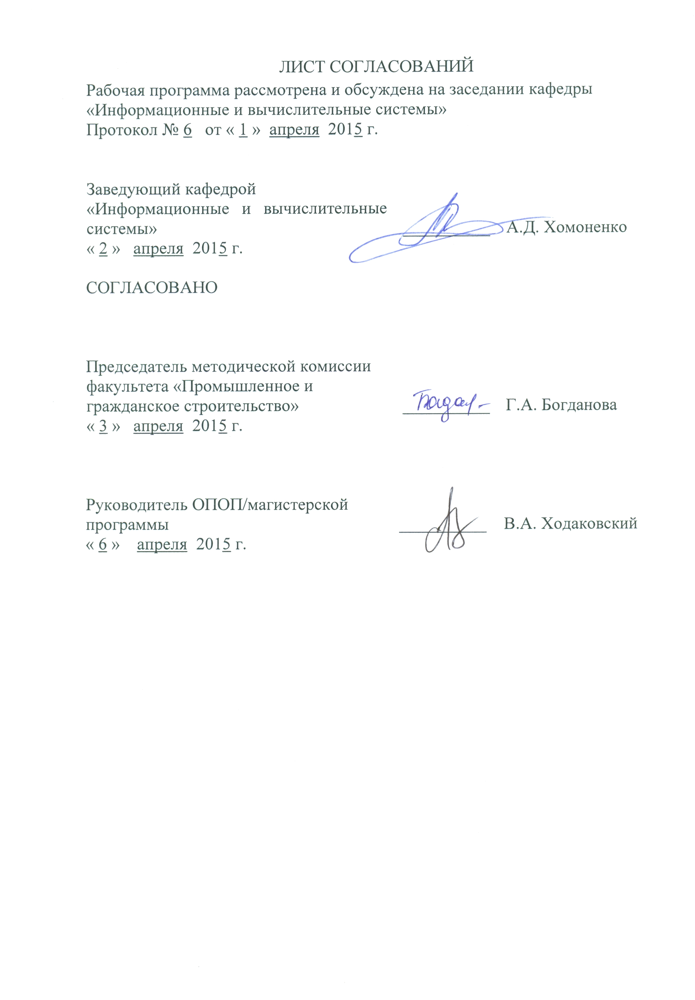 ЛИСТ СОГЛАСОВАНИЙ
Рабочая программа рассмотрена и обсуждена на заседании кафедры
«Информационные и вычислительные системы»
Протокол № 6 от « 1 » апреля 2015 г.
Заведующий кафедрой
«Информационные и вычислительные
системы» А.Д. Хомоненко
« 2 » апреля 2015 г.
СОГЛАСОВАНО
Председатель методической комиссии
факультета «Промышленное и
гражданское строительство» Г.А. Богданова
« 3 » апреля 2015 г.
Руководитель ОПОП/магистерской
программы В.А. Ходаковский
« 6 » апреля 2015 г.